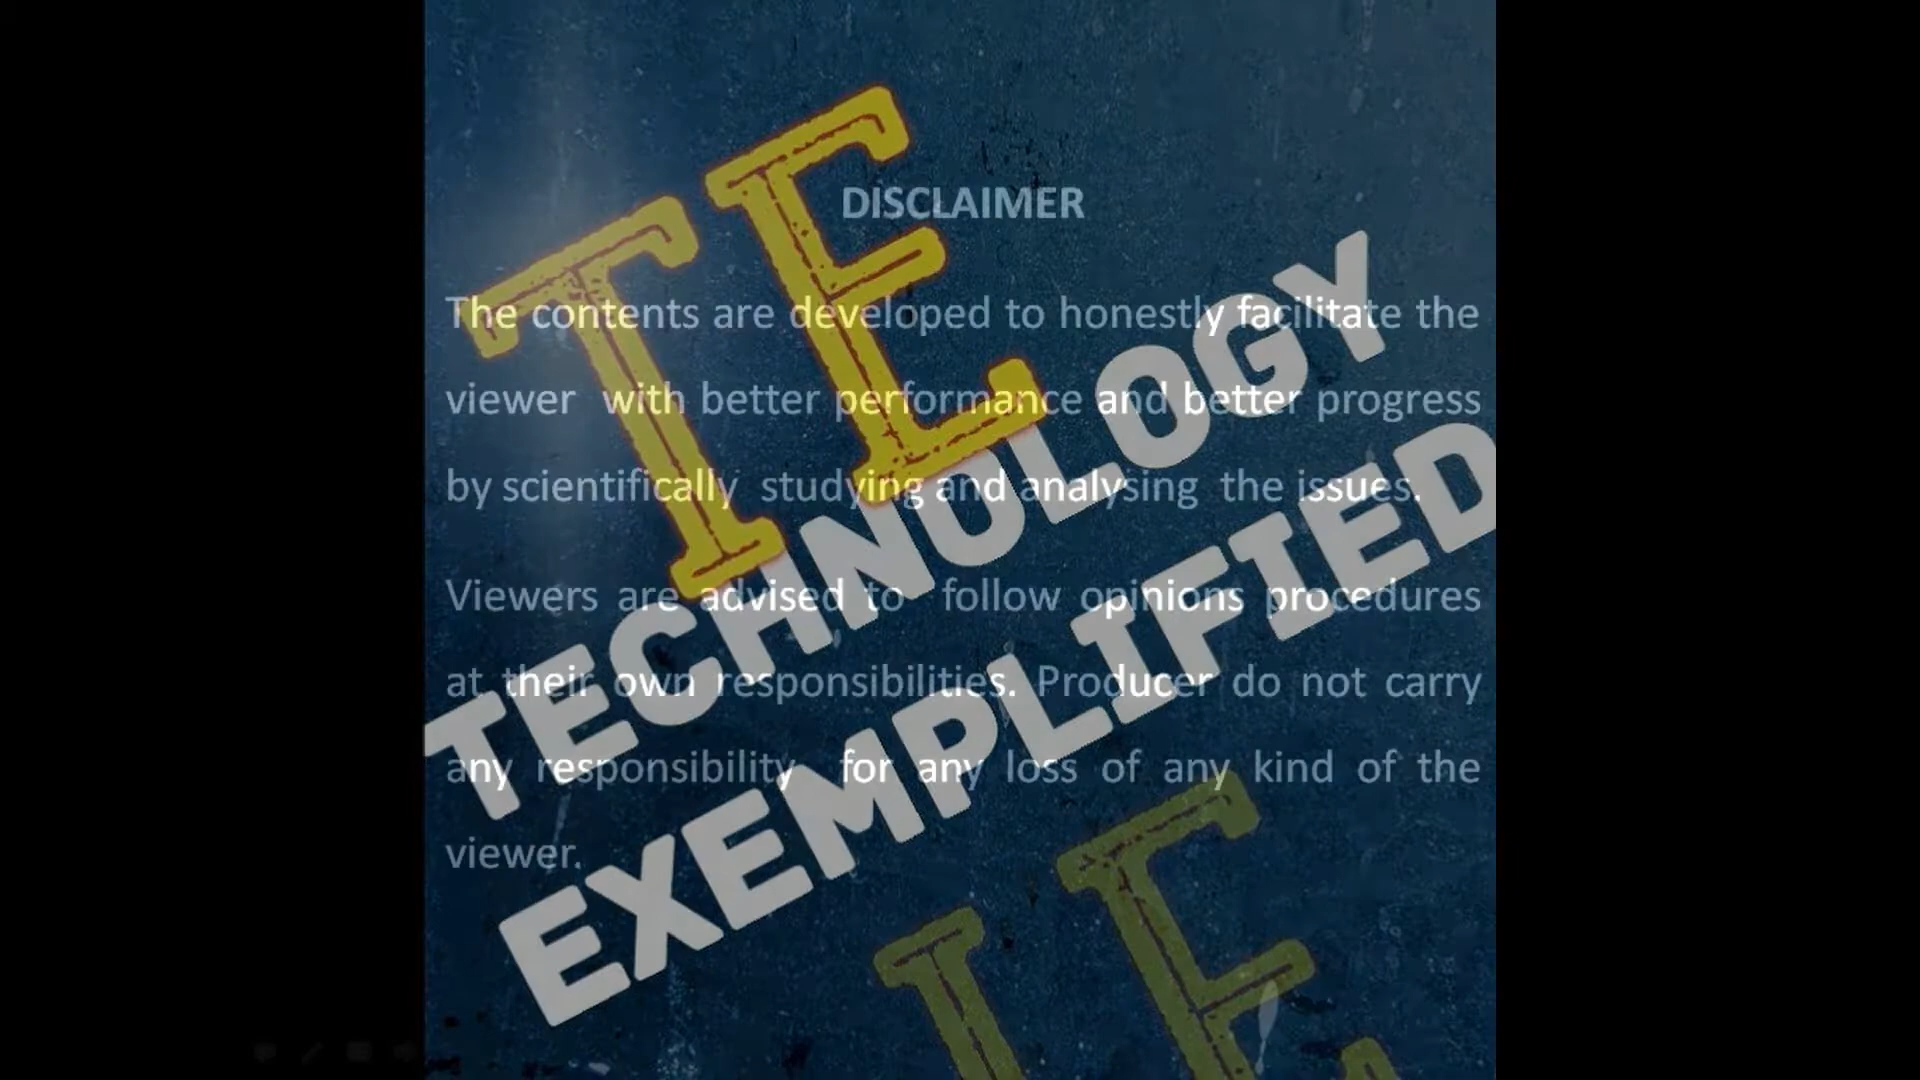 TE
DISCLAIMER
The contents are developed to honestly facilitate the
viewer with better performance and better progress
by scientifically studying and analysing the issues.
Viewers are advised to follow opinions procedures
at their own responsibilities. Producer do not carry
any responsibility for any loss of any kind of the
viewer.
TECHNOLOGY
EXEMPLIFIED
TE